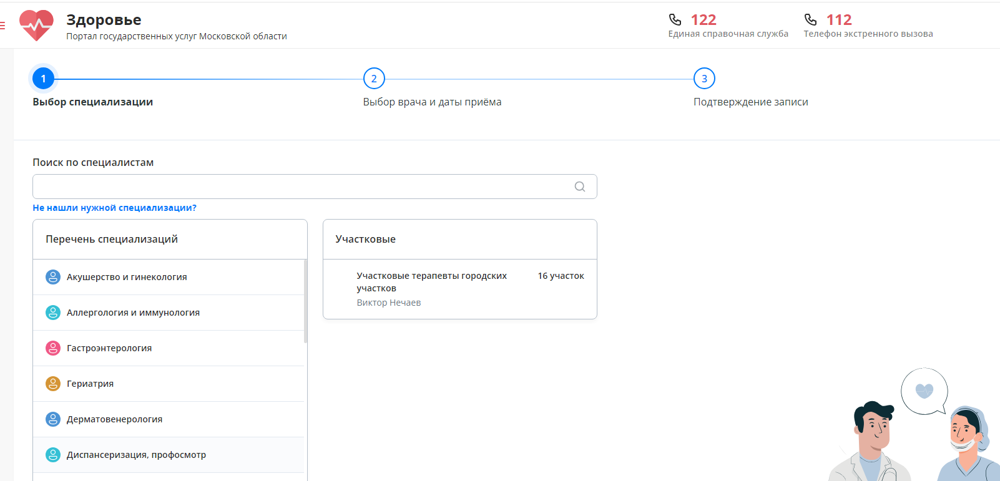 Здоровье
Портал государственных услуг Московской области
122
Единая справочная служба
112
Телефон экстренного вызова
1
Выбор специализации
2
Выбор врача и даты приёма
3
Подтверждение записи
Поиск по специалистам
Не нашли нужной специализации?
Перечень специализаций
Акушерство и гинекология
Аллергология и иммунология
Гастроэнтерология
Гериатрия
Дерматовенерология
Диспансеризация, профосмотр
Участковые
Участковые терапевты городских
участков
16 участок
Виктор Нечаев